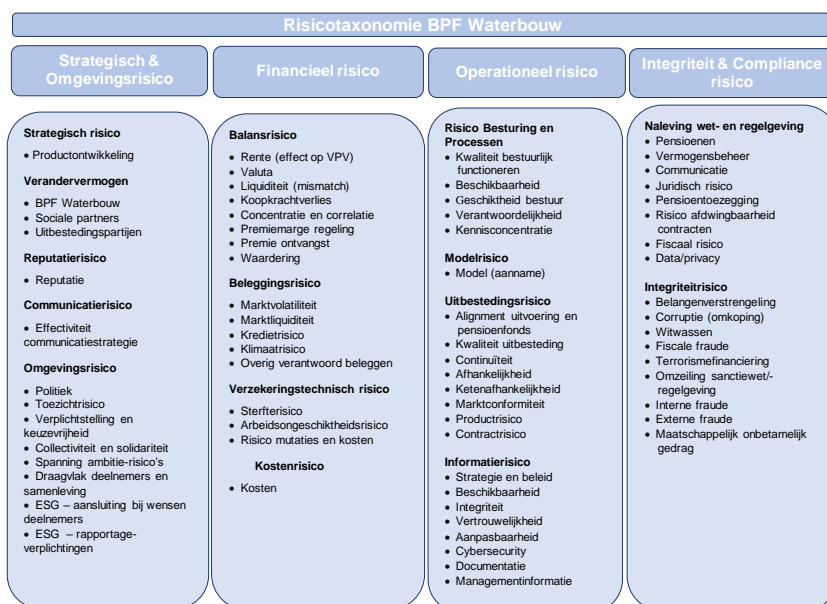 Risicotaxonomie BPF Waterbouw
Strategisch &
Omgevingsrisico
Strategisch risico
• Productontwikkeling
Verandervermogen
• BPF Waterbouw
• Sociale partners
• Uitbestedingspartijen
Reputatierisico
• Reputatie
Communicatierisico
• Effectiviteit
communicatiestrategie
Omgevingsrisico
• Politiek
• Toezichtrisico
• Verplichtstelling en
keuzevrijheid
• Collectiviteit en solidariteit
• Spanning ambitie-risico's
• Draagvlak deelnemers en
samenleving
• ESG – aansluiting bij wensen
deelnemers
• ESG – rapportage-
verplichtingen
Financieel risico
Balansrisico
• Rente (effect op VPV)
• Valuta
• Liquiditeit (mismatch)
• Koopkrachtverlies
• Concentratie en correlatie
• Premiemarge regeling
• Premie ontvangst
• Waardering
Beleggingsrisico
• Marktvolatiliteit
• Marktliquiditeit
• Kredietrisico
• Klimaatrisico
• Overig verantwoord beleggen
Verzekeringstechnisch risico
• Sterfterisico
• Arbeidsongeschiktheidsrisico
• Risico mutaties en kosten
Kostenrisico
• Kosten
Operationeel risico
Risico Besturing en
Processen
• Kwaliteit bestuurlijk
functioneren
• Beschikbaarheid
• Geschiktheid bestuur
• Verantwoordelijkheid
• Kennisconcentratie
Modelrisico
• Model (aanname)
Uitbestedingsrisico
• Alignment uitvoering en
pensioenfonds
• Kwaliteit uitbesteding
• Continuïteit
• Afhankelijkheid
• Ketenafhankelijkheid
• Marktconformiteit
• Productrisico
• Contractrisico
Informatierisico
• Strategie en beleid
• Beschikbaarheid
• Integriteit
• Vertrouwelijkheid
• Aanpasbaarheid
• Cybersecurity
• Documentatie
• Managementinformatie
Integriteit & Compliance
risico
Naleving wet- en regelgeving
• Pensioenen
• Vermogensbeheer
• Communicatie
• Juridisch risico
• Pensioentoezegging
• Risico afdwingbaarheid
contracten
• Fiscaal risico
• Data/privacy
Integriteitrisico
• Belangenverstrengeling
• Corruptie (omkoping)
• Witwassen
• Fiscale fraude
• Terrorismefinanciering
• Omzeiling sanctiewet/-
regelgeving
• Interne fraude
• Externe fraude
• Maatschappelijk onbetamelijk
gedrag